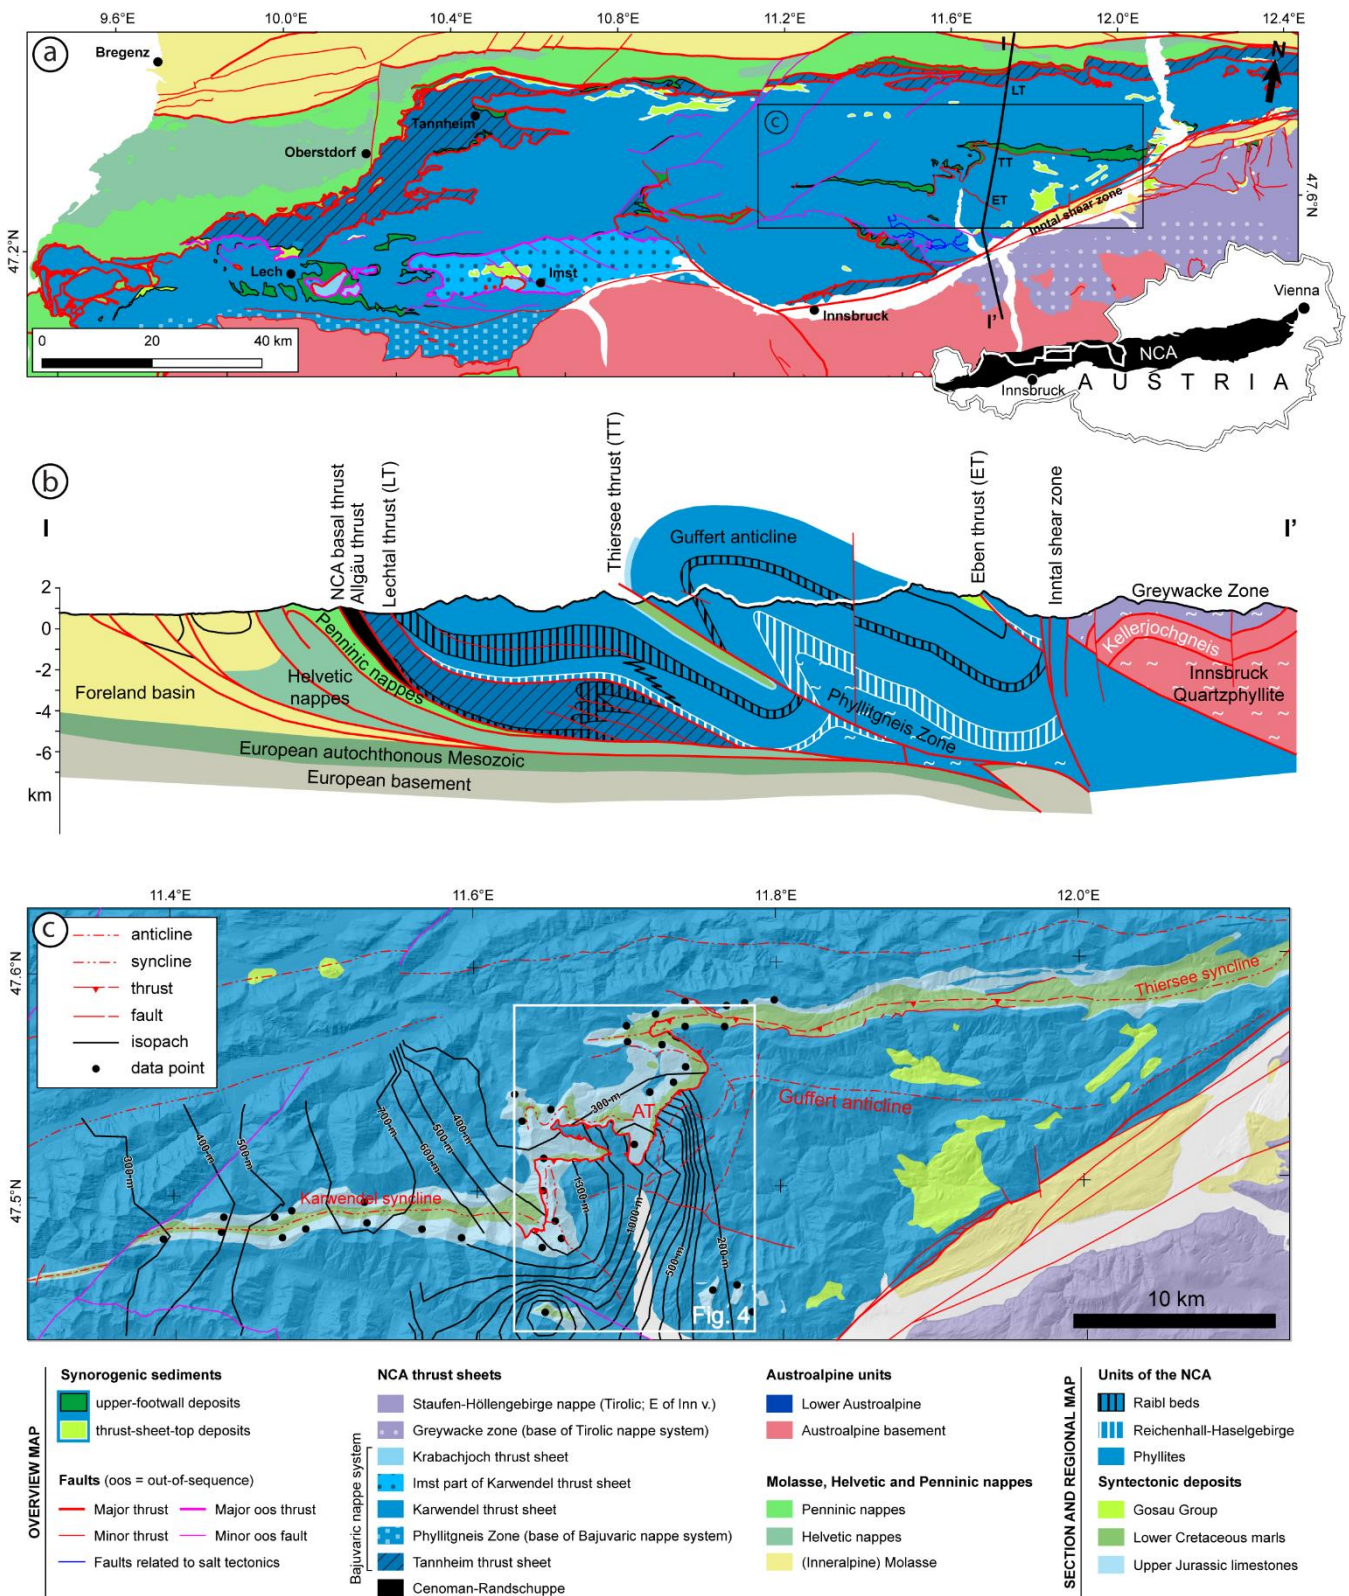 9.6°E 10.0°E 10.4°E 10.8°E 11.2°E 11.6°E 12.0°E 12.4°E
a
Bregenz
I
N
LT
Tannheim
C
Oberstdorf
TT
ET
47.6°N
47.2°N
Inntal shear zone
Lech
Imst
Innsbruck
I'
0 20 40 km
Vienna
NCA
Innsbruck
AUSTRIA
b
I
NCA basal thrust
Allgäu thrust
Lechtal thrust (LT)
Thiersee thrust (TT)
Eben thrust (ET)
Inntal shear zone
I'
Guffert anticline
Greywacke Zone
2
0
-2
-4
-6
km
Penninic nappes
Kellerjochgneis
Helvetic
nappes
Foreland basin
Innsbruck
Quartzphyllite
Phyllitgneis Zone
European autochthonous Mesozoic
European basement
11.4°E 11.6°E 11.8°E 12.0°E
c
anticline
syncline
thrust
fault
isopach
data point
47.6°N
47.5°N
Thiersee syncline
Guffert anticline
AT
Karwendel syncline
300 m
400 m
500 m
700 m
600 m
500 m
400 m
300 m
1300 m
1000 m
500 m
200 m
Fig. 4
10 km
OVERVIEW MAP
Synorogenic sediments
upper-footwall deposits
thrust-sheet-top deposits
Faults (oos = out-of-sequence)
Major thrust
Major oos thrust
Minor thrust
Minor oos fault
Faults related to salt tectonics
NCA thrust sheets
Staufen-Höllengebirge nappe (Tirolic; E of Inn v.)
Greywacke zone (base of Tirolic nappe system)
Bajuvaric nappe system
Krabachjoch thrust sheet
Imst part of Karwendel thrust sheet
Karwendel thrust sheet
Phyllitgneis Zone (base of Bajuvaric nappe system)
Tannheim thrust sheet
Cenoman-Randschuppe
Austroalpine units
Lower Austroalpine
Austroalpine basement
Molasse, Helvetic and Penninic nappes
Penninic nappes
Helvetic nappes
(Inneralpine) Molasse
SECTION AND REGIONAL MAP
Units of the NCA
Raibl beds
Reichenhall-Haselgebirge
Phyllites
Syntectonic deposits
Gosau Group
Lower Cretaceous marls
Upper Jurassic limestones